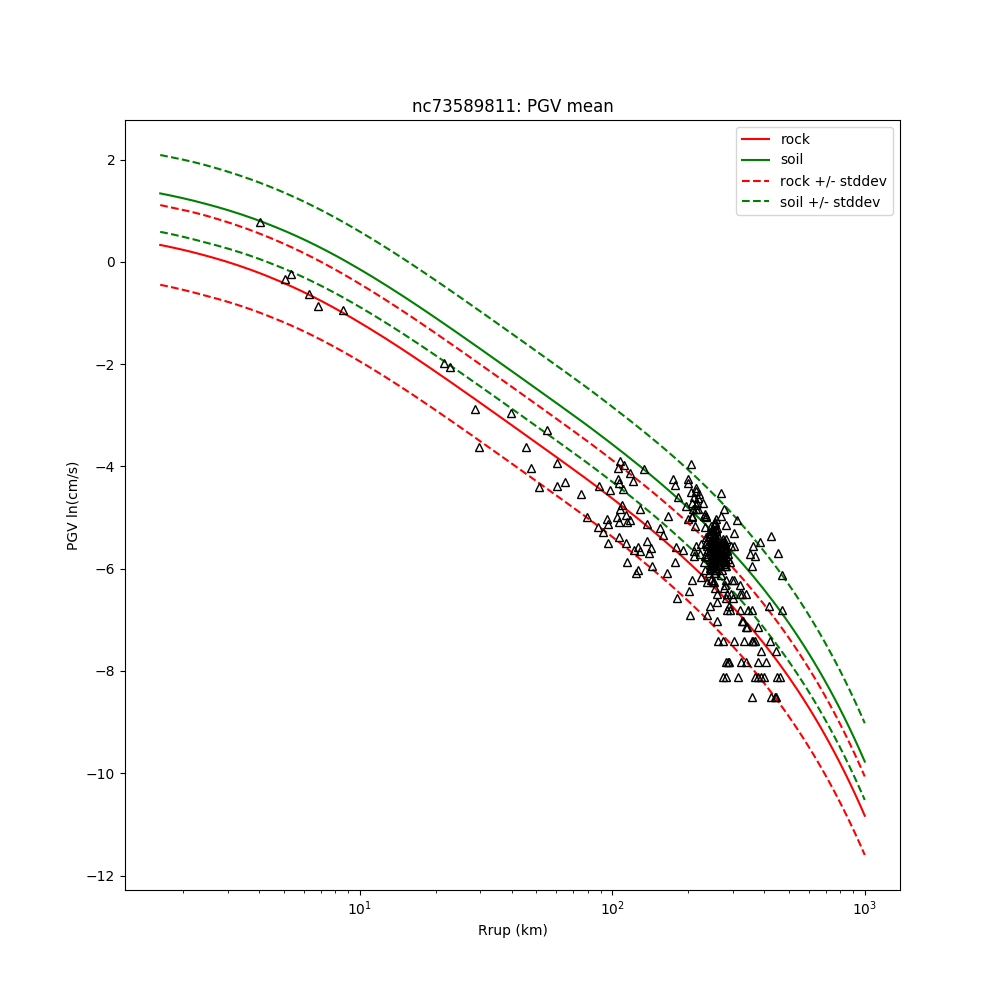 nc73589811: PGV mean
rock
soil
rock +/- stddev
soil +/- stddev
2
0
−2
−4
−6
−8
−10
−12
PGV ln(cm/s)
10¹
10²
10³
Rrup (km)